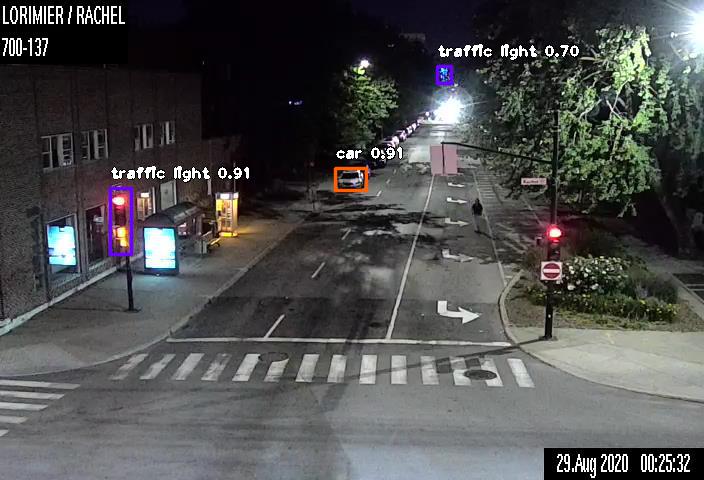 LORIMIER / RACHEL
700-137
traffic light 0.70
car 0.91
traffic light 0.91
29.Aug 2020 00:25:32